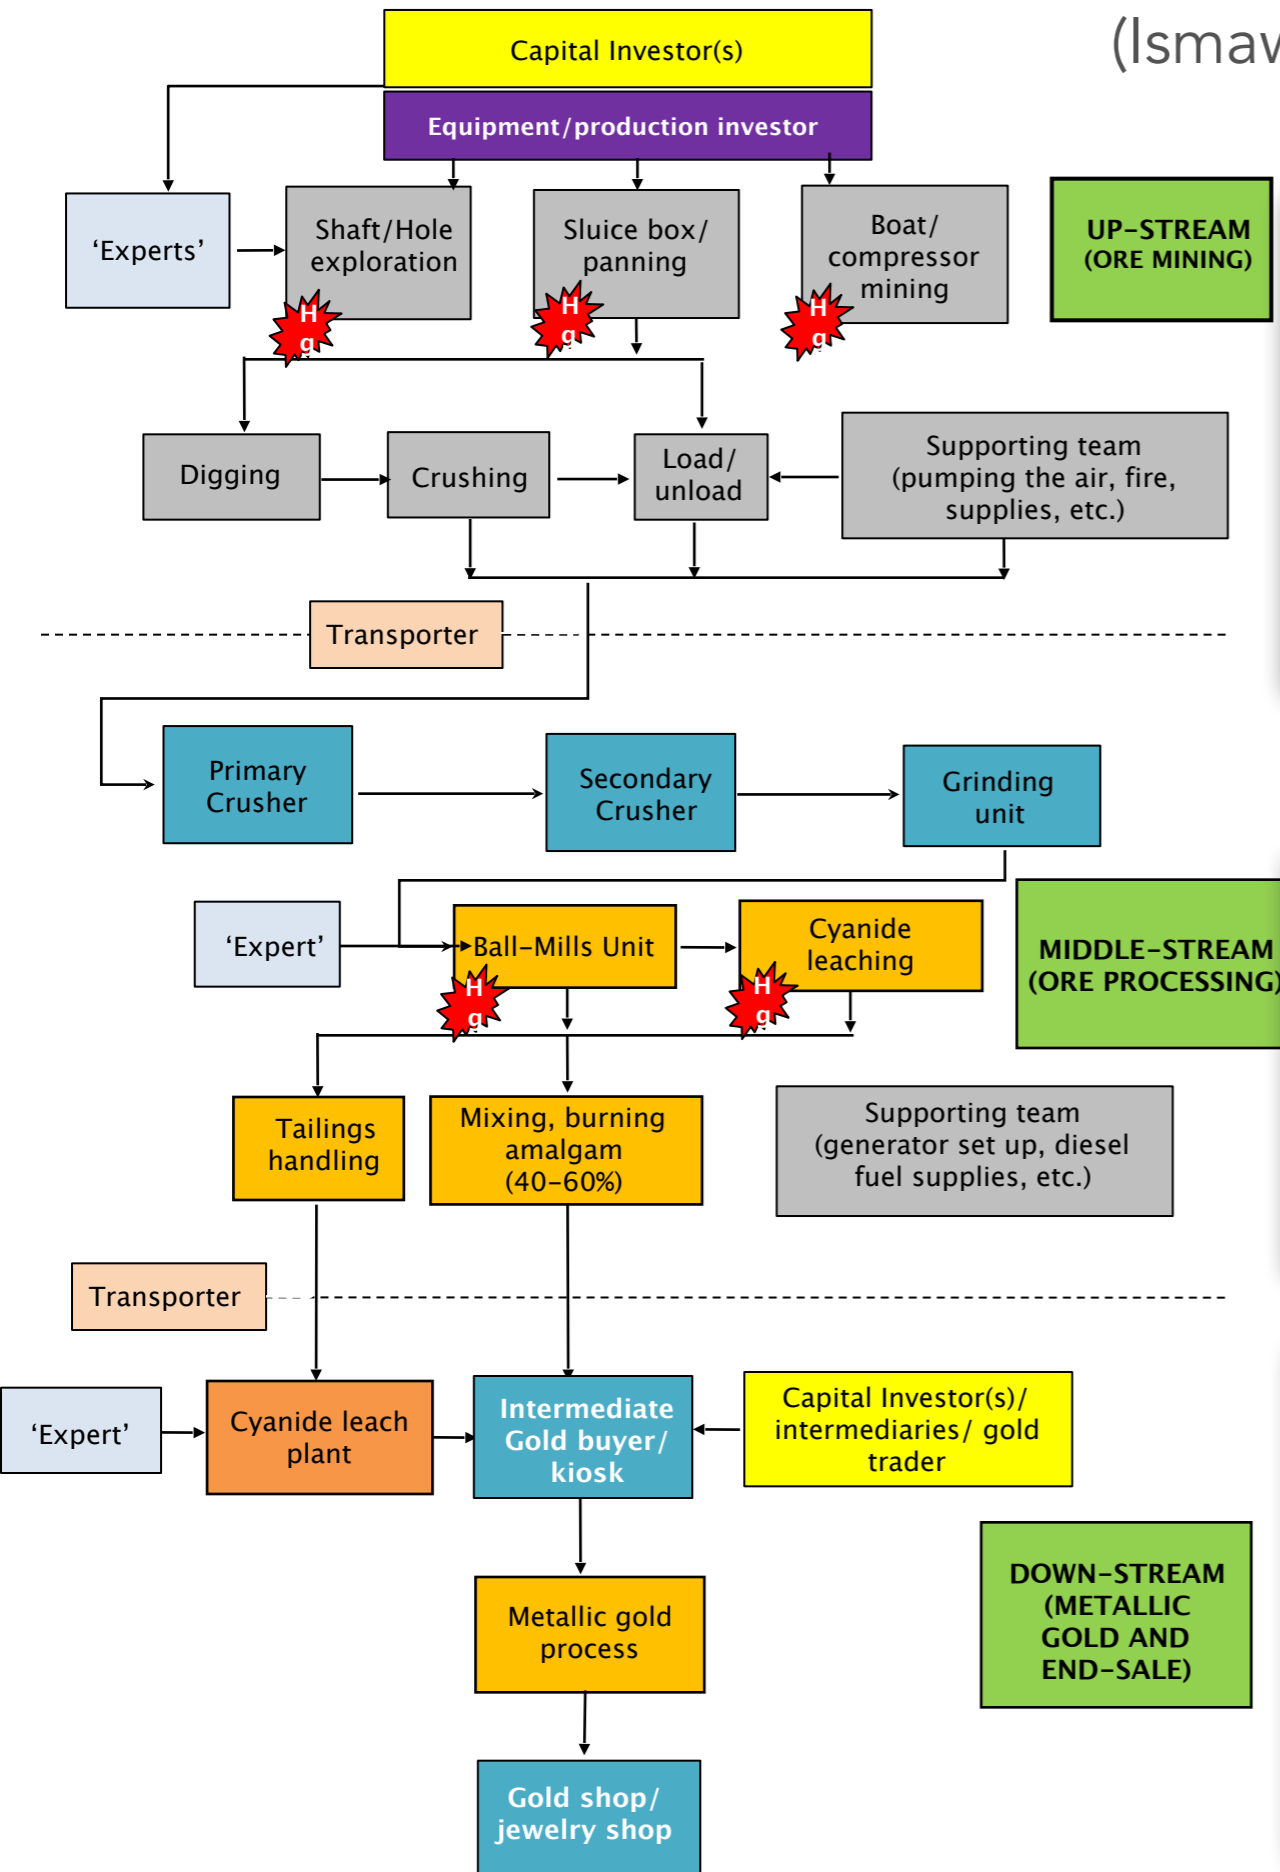 (Ismaw
Capital Investor(s)
Equipment/production investor
‘Experts’
Shaft/Hole
exploration
Sluice box/
panning
Boat/
compressor
mining
UP-STREAM
(ORE MINING)
H
g
H
g
H
g
Digging
Crushing
Load/
unload
Supporting team
(pumping the air, fire,
supplies, etc.)
Transporter
Primary
Crusher
Secondary
Crusher
Grinding
unit
‘Expert’
Ball-Mills Unit
Cyanide
leaching
MIDDLE-STREAM
(ORE PROCESSING)
H
g
H
g
Tailings
handling
Mixing, burning
amalgam
(40-60%)
Supporting team
(generator set up, diesel
fuel supplies, etc.)
Transporter
‘Expert’
Cyanide leach
plant
Intermediate
Gold buyer/
kiosk
Capital Investor(s)/
intermediaries/ gold
trader
DOWN-STREAM
(METALLIC
GOLD AND
END-SALE)
Metallic gold
process
Gold shop/
jewelry shop